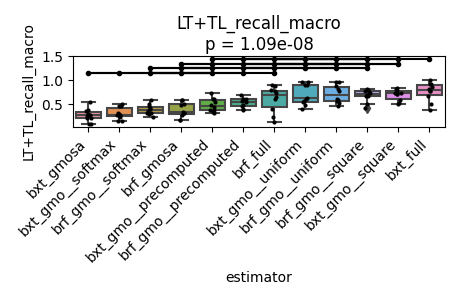 LT+TL_recall_macro
p = 1.09e-08
LT+TL_recall_macro
1.5
1.0
0.5
bxt_gmosa
bxt_gmo__softmax
brf_gmo__softmax
brf_gmosa
bxt_gmo__precomputed
brf_gmo__precomputed
brf_full
bxt_gmo__uniform
brf_gmo__uniform
brf_gmo__square
bxt_gmo__square
bxt_full
estimator